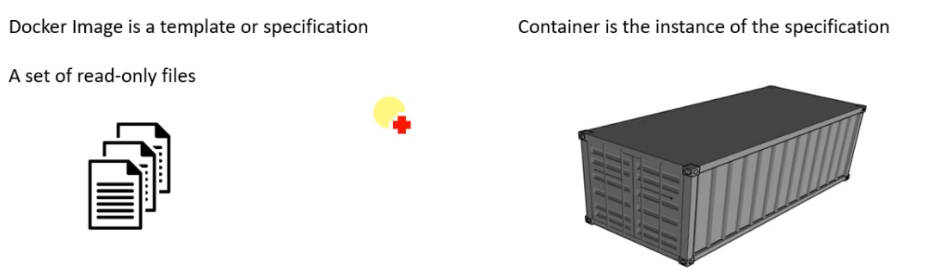 Docker Image is a template or specification
Container is the instance of the specification
A set of read-only files